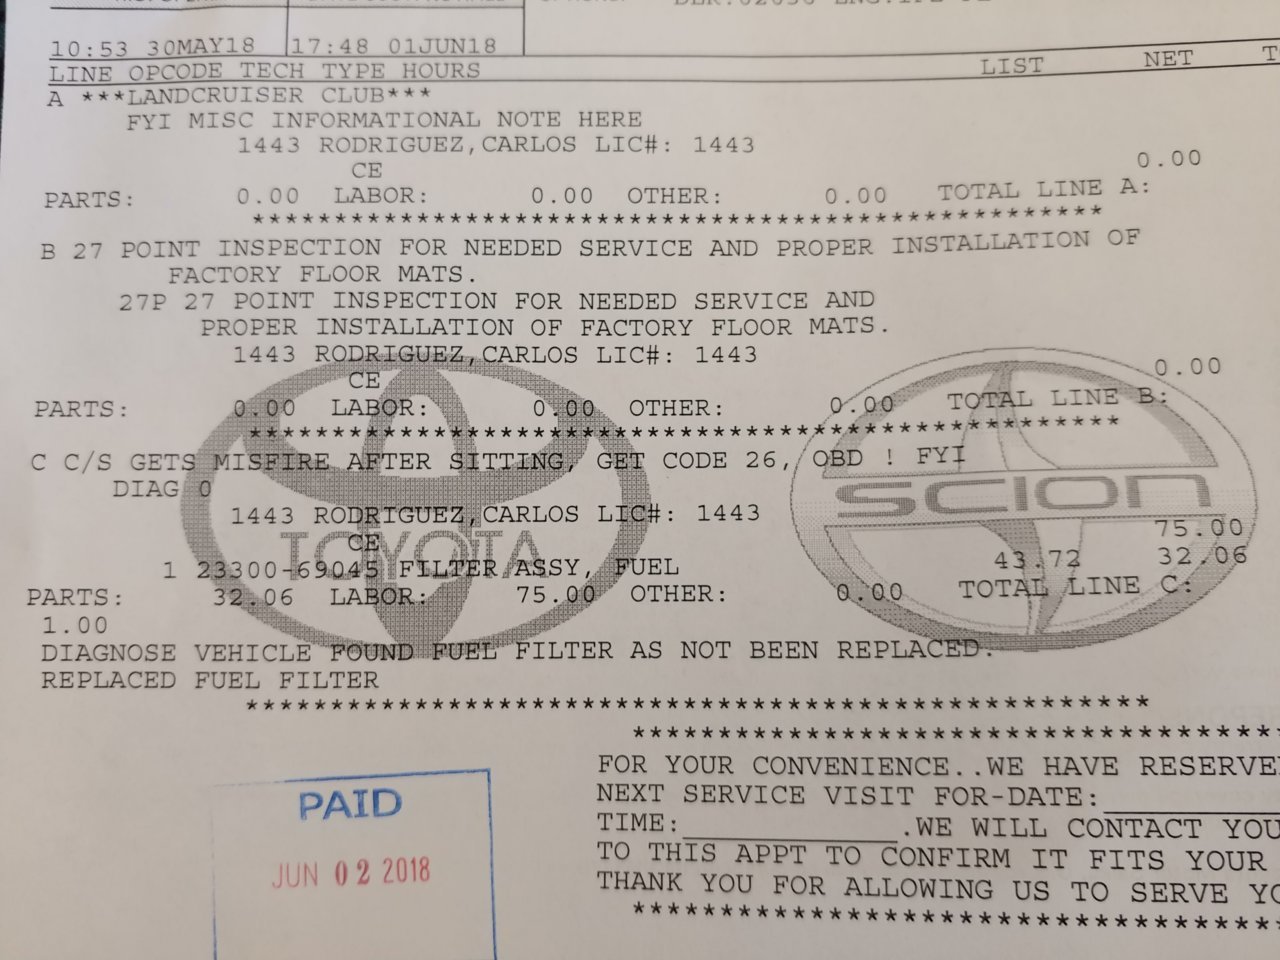 10:53 30MAY18 17:48 01JUN18
LINE OPCODE TECH TYPE HOURS LIST NET T
A ***LANDCRUISER CLUB***
FYI MISC INFORMATIONAL NOTE HERE
1443 RODRIGUEZ,CARLOS LIC#: 1443
CE 0.00
PARTS: 0.00 LABOR: 0.00 OTHER: 0.00 TOTAL LINE A:
****************************************************
B 27 POINT INSPECTION FOR NEEDED SERVICE AND PROPER INSTALLATION OF
FACTORY FLOOR MATS.
27P 27 POINT INSPECTION FOR NEEDED SERVICE AND
PROPER INSTALLATION OF FACTORY FLOOR MATS.
1443 RODRIGUEZ,CARLOS LIC#: 1443
CE 0.00
PARTS: 0.00 LABOR: 0.00 OTHER: 0.00 TOTAL LINE B:
****************************************************
C C/S GETS MISFIRE AFTER SITTING, GET CODE 26, OBD ! FYI
DIAG 0
1443 RODRIGUEZ,CARLOS LIC#: 1443
CE 75.00
1 23300-69045 FILTER ASSY, FUEL 43.72 32.06
PARTS: 32.06 LABOR: 75.00 OTHER: 0.00 TOTAL LINE C:
1.00
DIAGNOSE VEHICLE FOUND FUEL FILTER AS NOT BEEN REPLACED.
REPLACED FUEL FILTER
****************************************************
TOYOTA
SCION
PAID
JUN 02 2018
**************************************
FOR YOUR CONVENIENCE..WE HAVE RESERVE
NEXT SERVICE VISIT FOR-DATE:
TIME: .WE WILL CONTACT YOU
TO THIS APPT TO CONFIRM IT FITS YOUR
THANK YOU FOR ALLOWING US TO SERVE YO
**************************************